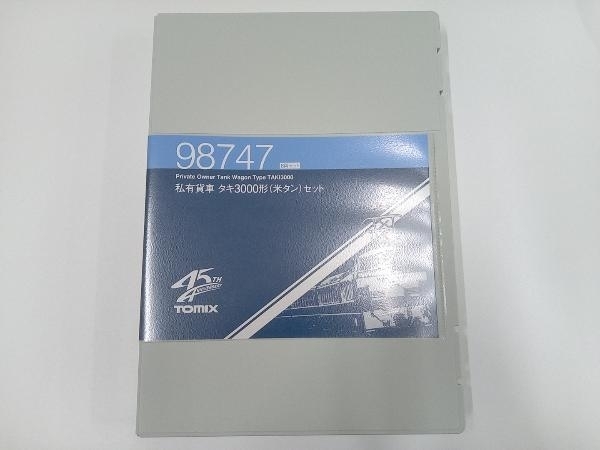 98747
Private Owner Tank Wagon Type TAKI3000
私有貨車 タキ3000形(米タン)セット
45TH
ANNIVERSARY
TOMIX